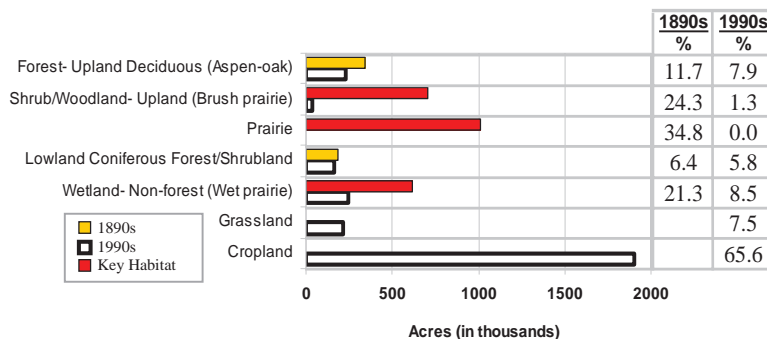 1890s 1990s
% %
Forest- Upland Deciduous (Aspen-oak) 11.7 7.9
Shrub/Woodland- Upland (Brush prairie) 24.3 1.3
Prairie 34.8 0.0
Lowland Coniferous Forest/Shrubland 6.4 5.8
Wetland- Non-forest (Wet prairie) 21.3 8.5
Grassland 7.5
Cropland 65.6
1890s
1990s
Key Habitat
0 500 1000 1500 2000
Acres (in thousands)